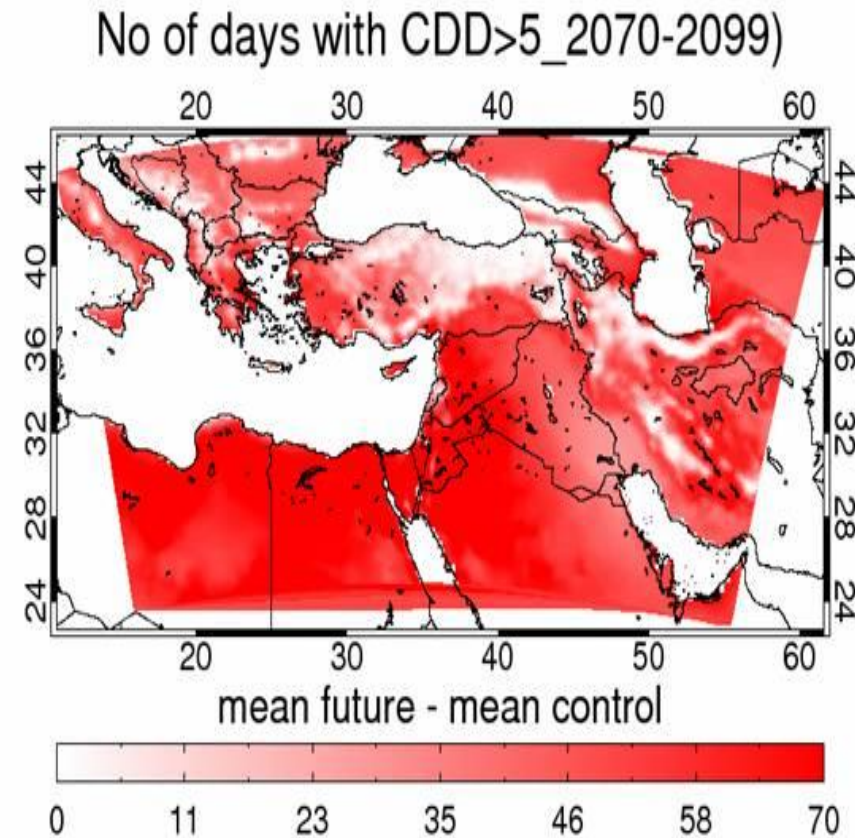 No of days with CDD>5_2070-2099)
20 30 40 50 60
44 44
40 40
36 36
32 32
28 28
24 24
20 30 40 50 60
mean future - mean control
0 11 23 35 46 58 70